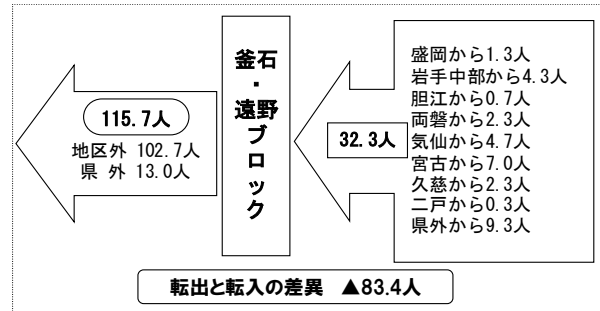 115.7人
地区外 102.7人
県 外 13.0人
釜石・遠野ブロック
32.3人
盛岡から1.3人
岩手中部から4.3人
胆江から0.7人
両磐から2.3人
気仙から4.7人
宮古から7.0人
久慈から2.3人
二戸から0.3人
県外から9.3人
転出と転入の差異 ▲83.4人